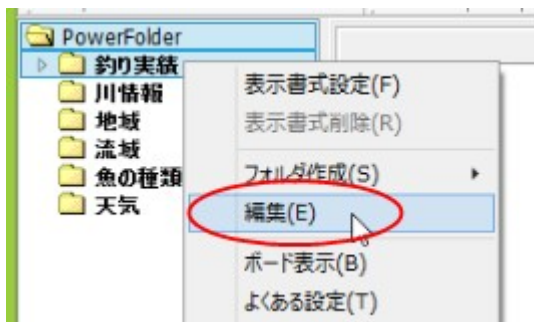 PowerFolder
釣り実績
川情報
地域
流域
魚の種類
天気
表示書式設定(F)
表示書式削除(R)
フォルダ作成(S)
編集(E)
ボード表示(B)
よくある設定(T)